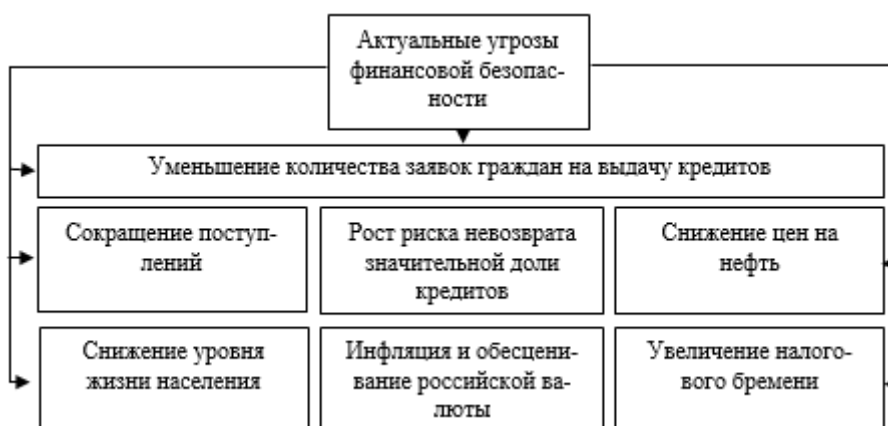 Актуальные угрозы
финансовой безопас-
ности
Уменьшение количества заявок граждан на выдачу кредитов
Сокращение поступ-
лений
Рост риска невозврата
значительной доли
кредитов
Снижение цен на
нефть
Снижение уровня
жизни населения
Инфляция и обесцени-
вание российской ва-
люты
Увеличение налого-
вого бремени